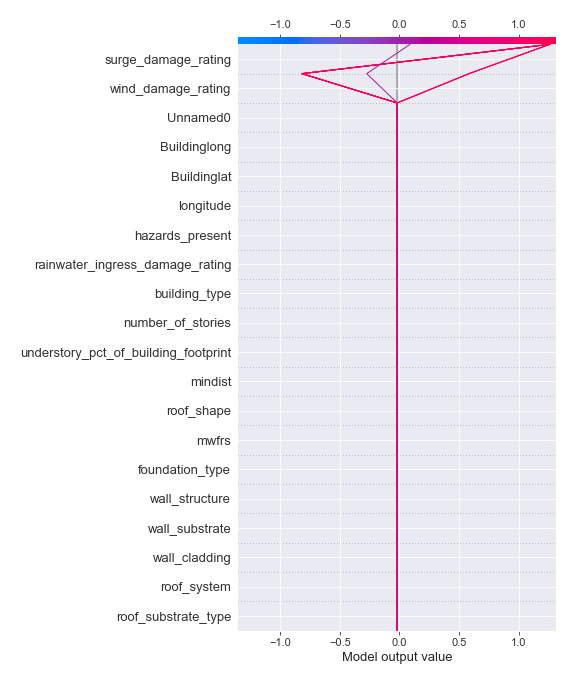 −1.0 −0.5 0.0 0.5 1.0
surge_damage_rating
wind_damage_rating
Unnamed0
Buildinglong
Buildinglat
longitude
hazards_present
rainwater_ingress_damage_rating
building_type
number_of_stories
understory_pct_of_building_footprint
mindist
roof_shape
mwfrs
foundation_type
wall_structure
wall_substrate
wall_cladding
roof_system
roof_substrate_type
−1.0 −0.5 0.0 0.5 1.0
Model output value